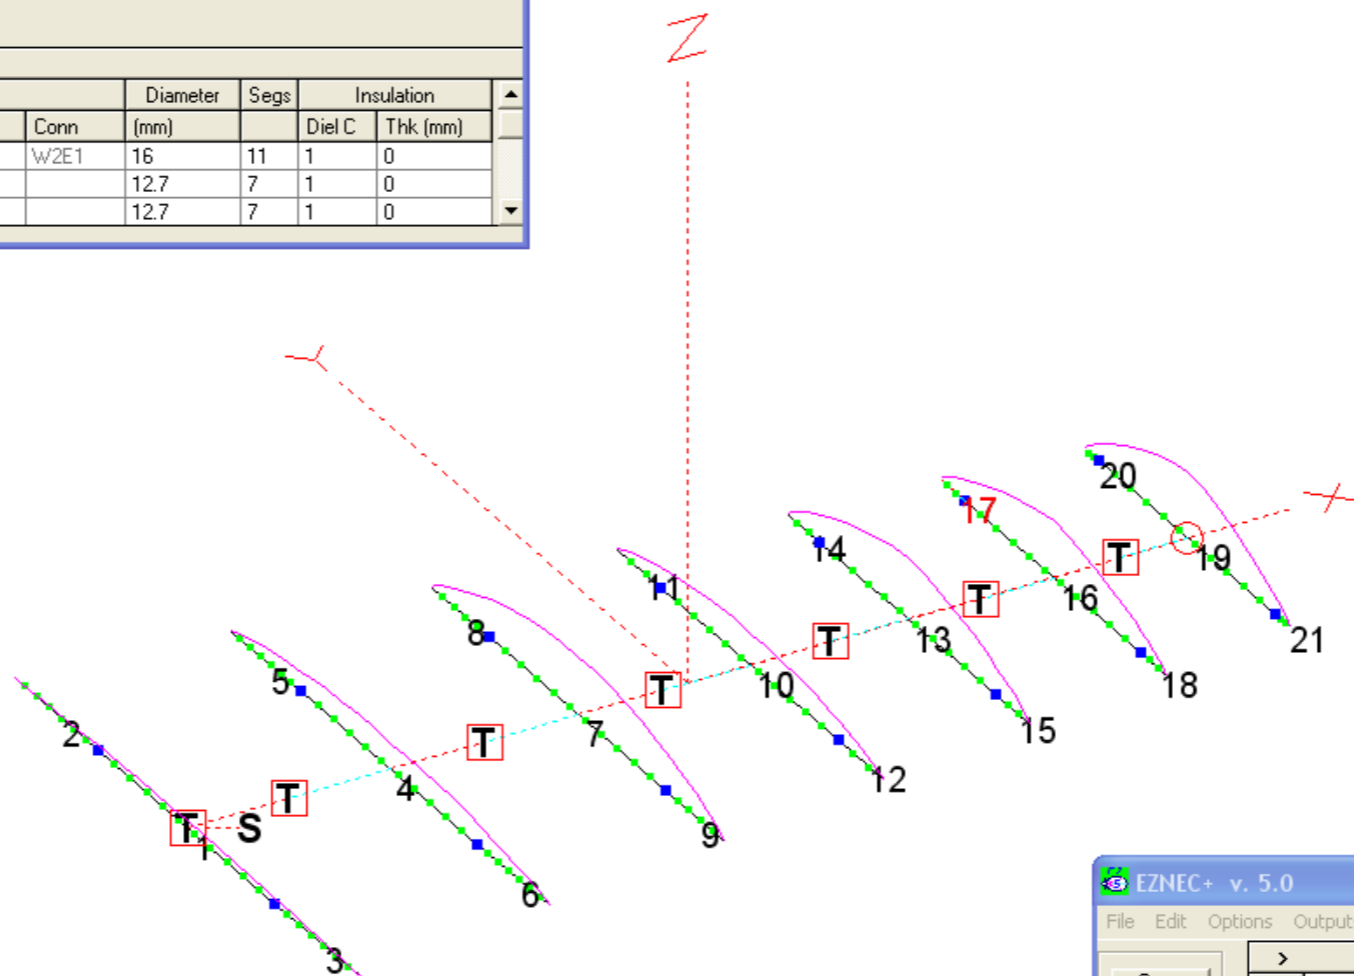 Diameter Segs Insulation
Conn (mm) Diel C Thk (mm)
W2E1 16 11 1 0
12.7 7 1 0
12.7 7 1 0
Z
Y
X
20
17
19
14
11
16
21
T
8
T
13
18
5
T
10
15
T
2
7
12
T
4
T
9
T
S
1
6
3
EZNEC+ v. 5.0
File Edit Options Output
>